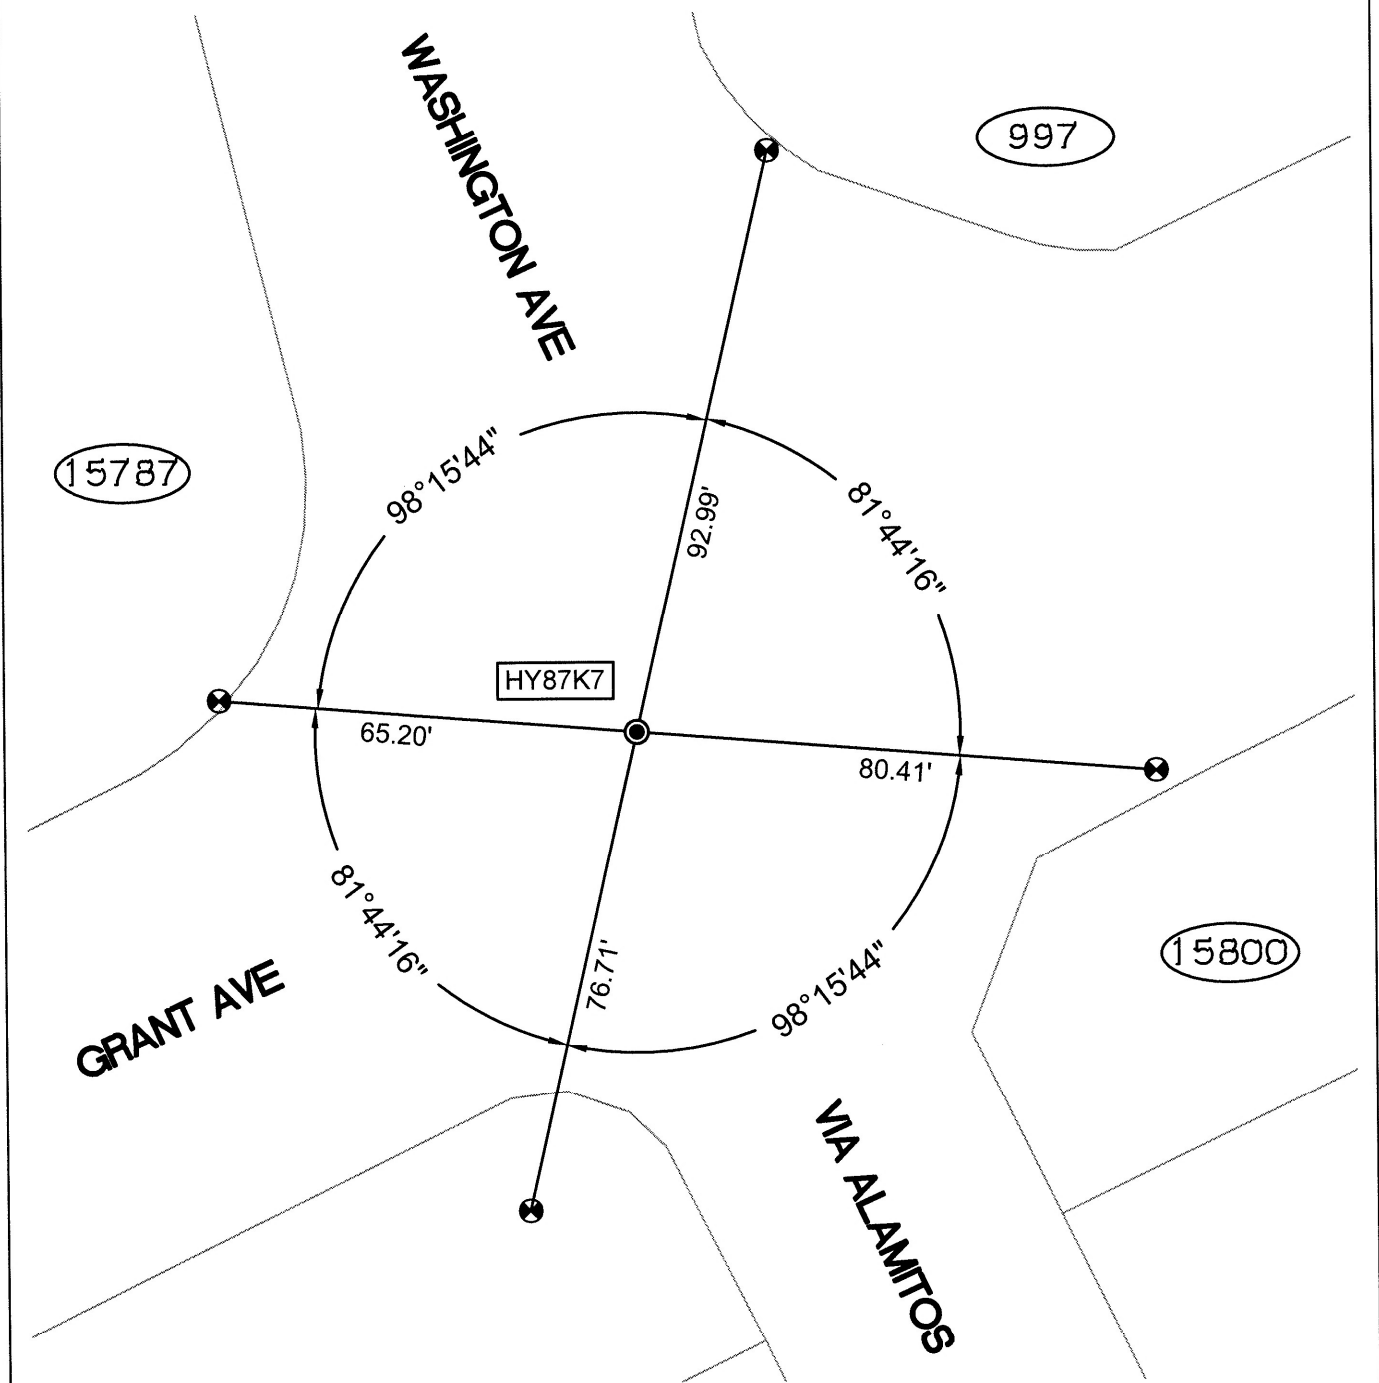 WASHINGTON AVE
997
98°15'44"
15787
81°44'16"
92.99'
HY87K7
65.20'
80.41'
81°44'16"
76.71'
98°15'44"
15800
GRANT AVE
VIA ALAMITOS